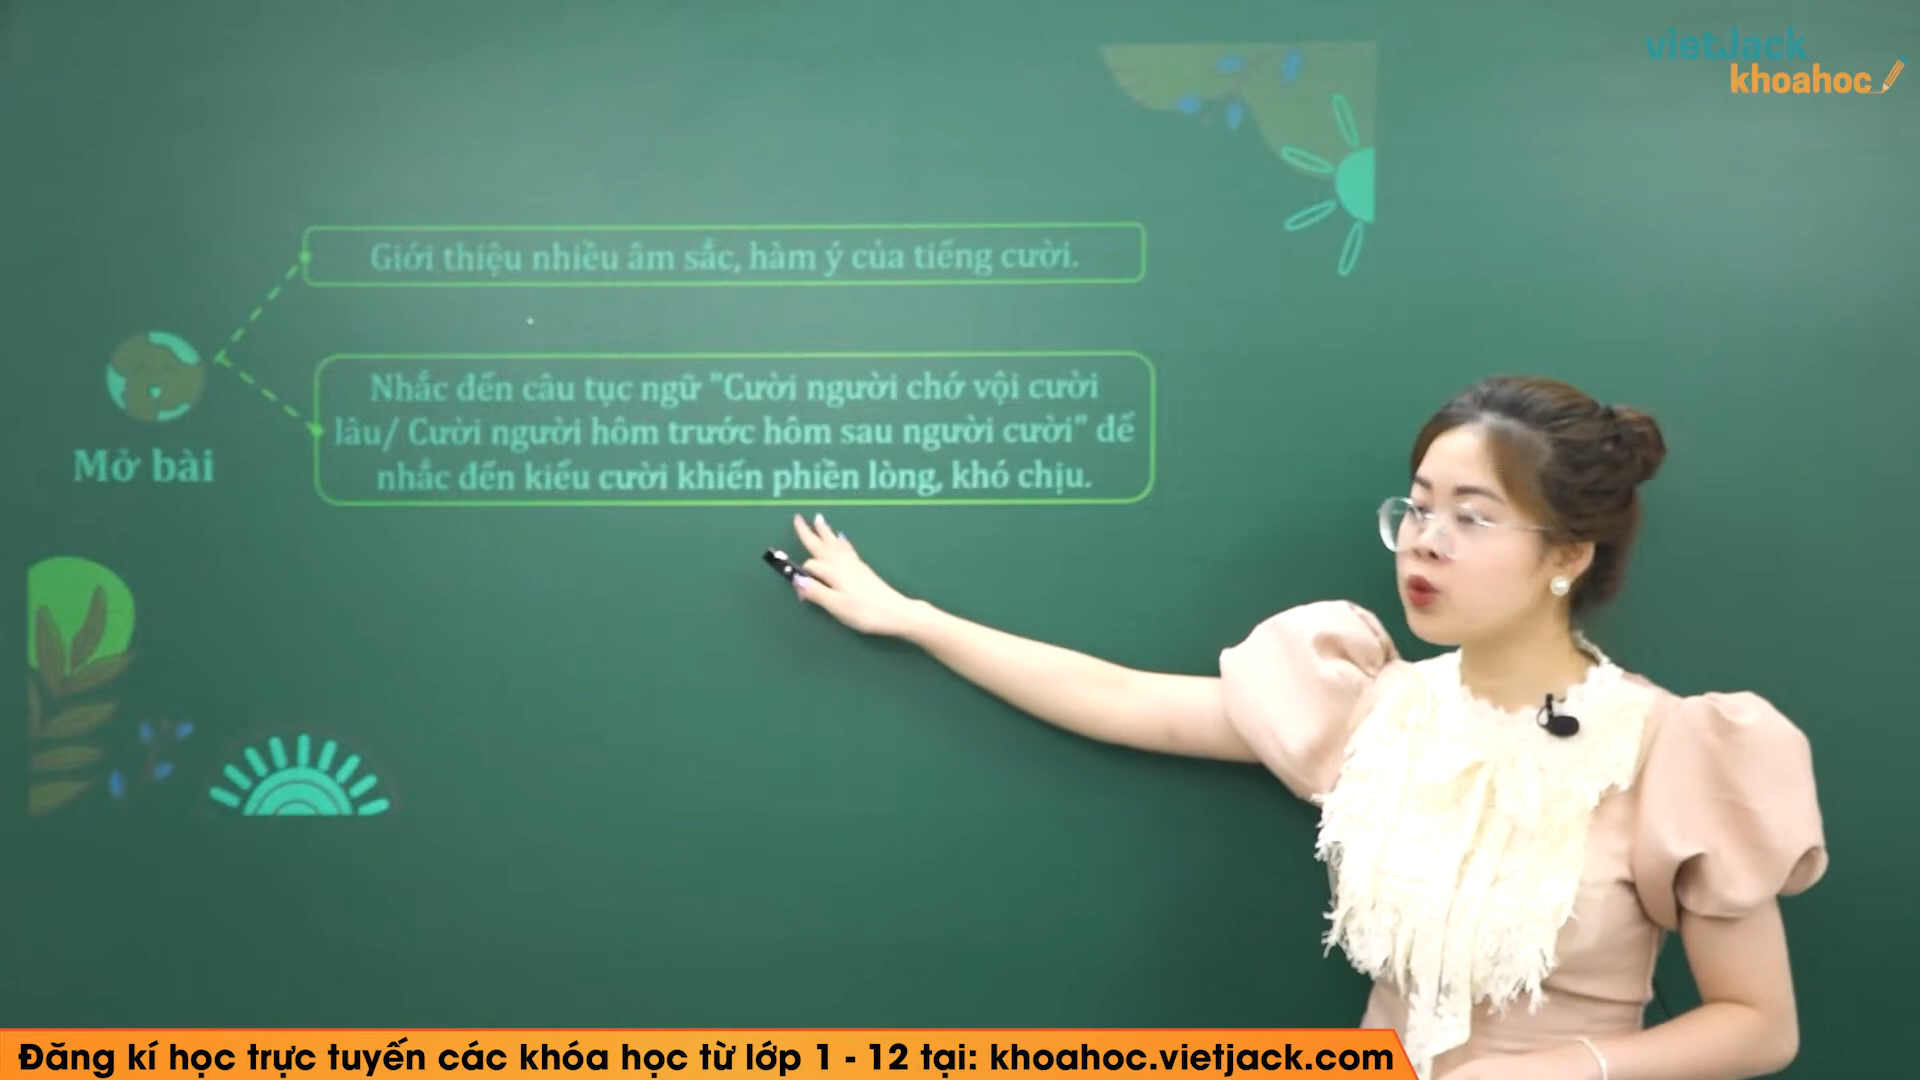 vietJack
khoahoc
Giới thiệu nhiều âm sắc, hàm ý của tiếng cười.
Nhắc đến câu tục ngữ "Cười người chớ vội cười
lâu/ Cười người hôm trước hôm sau người cười" để
nhắc đến kiểu cười khiến phiền lòng, khó chịu.
Mở bài
Đăng kí học trực tuyến các khóa học từ lớp 1 - 12 tại: khoahoc.vietjack.com